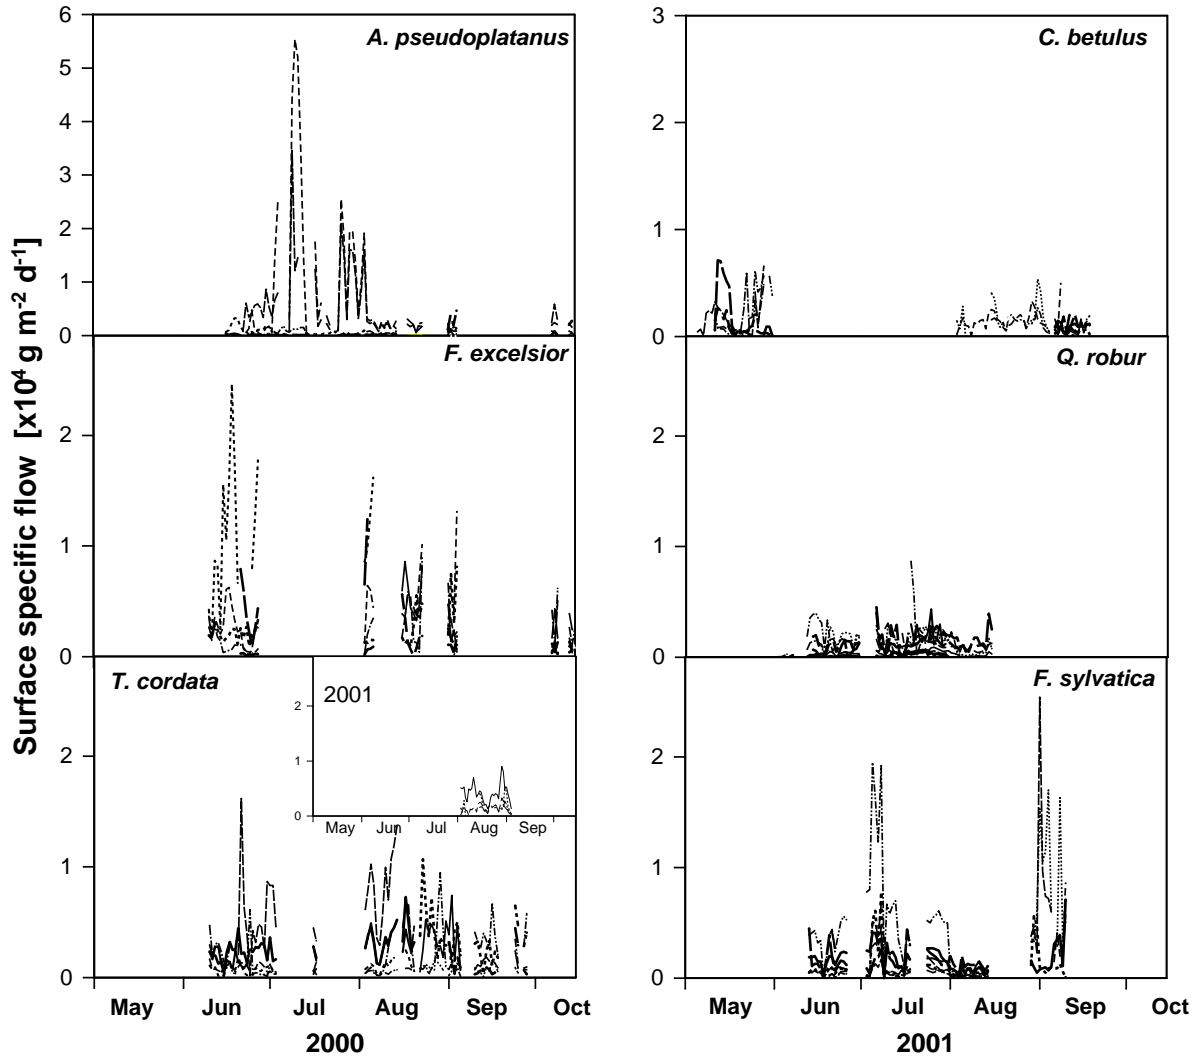 Surface specific flow [x10⁴ g m⁻² d⁻¹]
6
5
4
3
2
1
0
A. pseudoplatanus
3
2
1
0
C. betulus
2
1
0
F. excelsior
2
1
0
Q. robur
2
1
0
T. cordata
2001
2
1
0
May Jun Jul Aug Sep
2
1
0
F. sylvatica
May Jun Jul Aug Sep Oct
May Jun Jul Aug Sep Oct
2000
2001